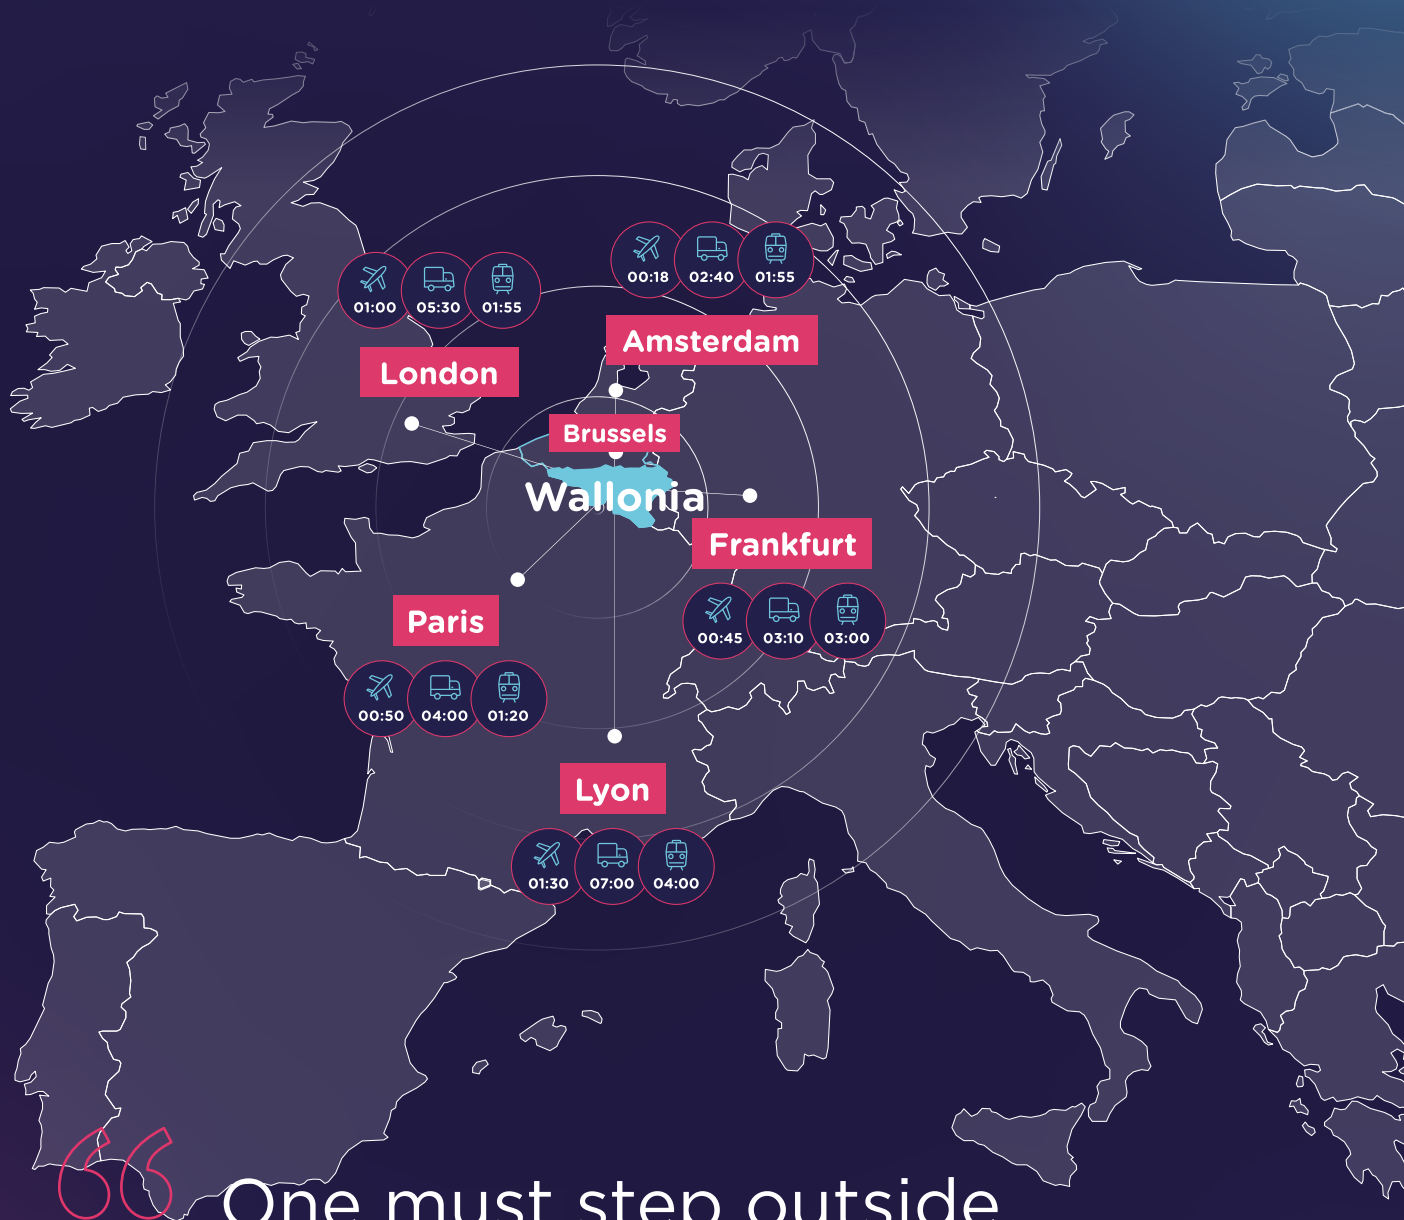 00:18 02:40 01:55
01:00 05:30 01:55
Amsterdam
London
Brussels
Wallonia
Frankfurt
00:45 03:10 03:00
Paris
00:50 04:00 01:20
Lyon
01:30 07:00 04:00
“ One must step outside